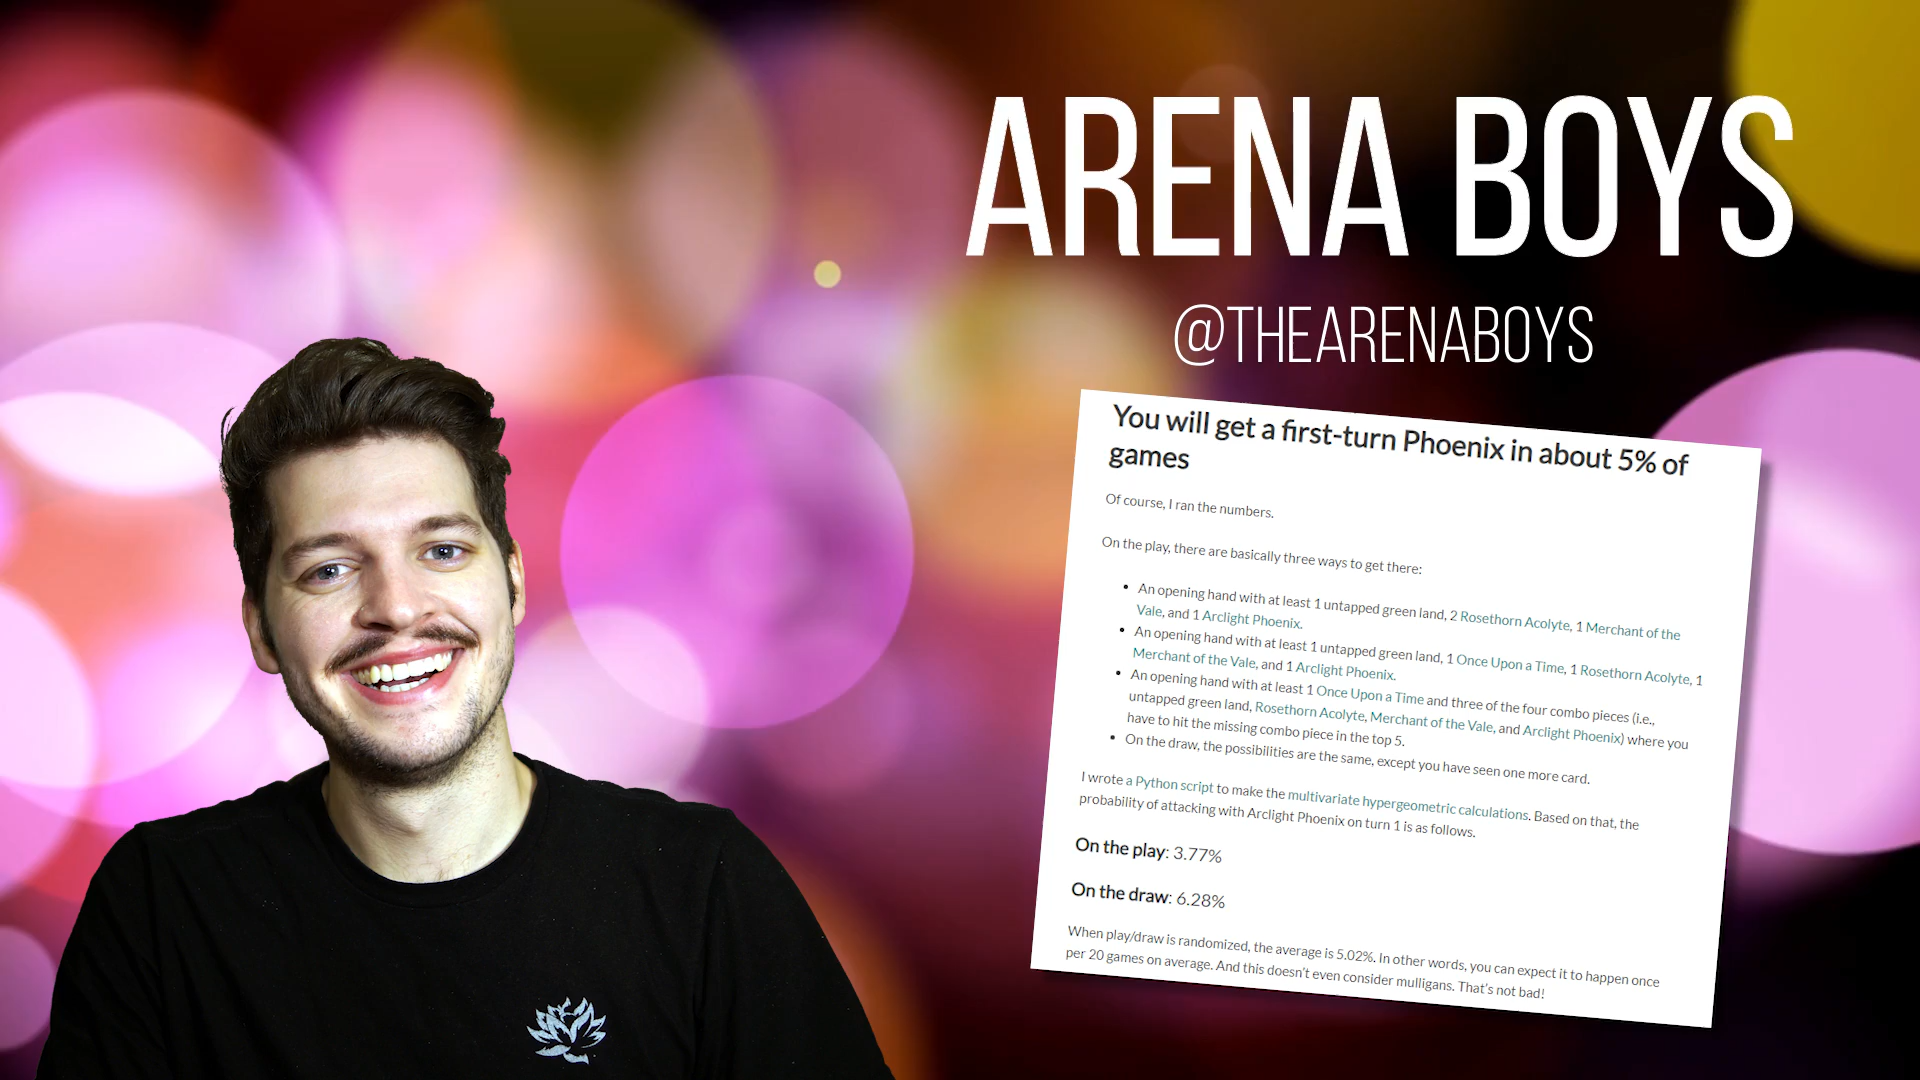 ARENA BOYS
@THEARENABOYS
You will get a first-turn Phoenix in about 5% of
games
Of course, I ran the numbers.
On the play, there are basically three ways to get there:
• An opening hand with at least 1 untapped green land, 2 Rosethorn Acolyte, 1 Merchant of the
Vale, and 1 Arclight Phoenix.
• An opening hand with at least 1 untapped green land, 1 Once Upon a Time, 1 Rosethorn Acolyte, 1
Merchant of the Vale, and 1 Arclight Phoenix.
• An opening hand with at least 1 Once Upon a Time and three of the four combo pieces (i.e.,
untapped green land, Rosethorn Acolyte, Merchant of the Vale, and Arclight Phoenix) where you
have to hit the missing combo piece in the top 5.
• On the draw, the possibilities are the same, except you have seen one more card.
I wrote a Python script to make the multivariate hypergeometric calculations. Based on that, the
probability of attacking with Arclight Phoenix on turn 1 is as follows.
On the play: 3.77%
On the draw: 6.28%
When play/draw is randomized, the average is 5.02%. In other words, you can expect it to happen once
per 20 games on average. And this doesn't even consider mulligans. That's not bad!